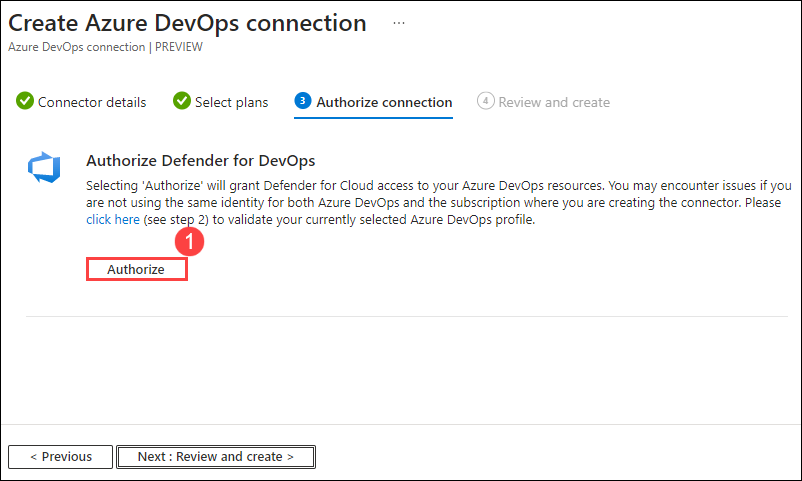 Create Azure DevOps connection ...
Azure DevOps connection | PREVIEW
Connector details Select plans 3 Authorize connection 4 Review and create
Authorize Defender for DevOps
Selecting 'Authorize' will grant Defender for Cloud access to your Azure DevOps resources. You may encounter issues if you
are not using the same identity for both Azure DevOps and the subscription where you are creating the connector. Please
click here (see step 2) to validate your currently selected Azure DevOps profile.
1
Authorize
< Previous Next : Review and create >